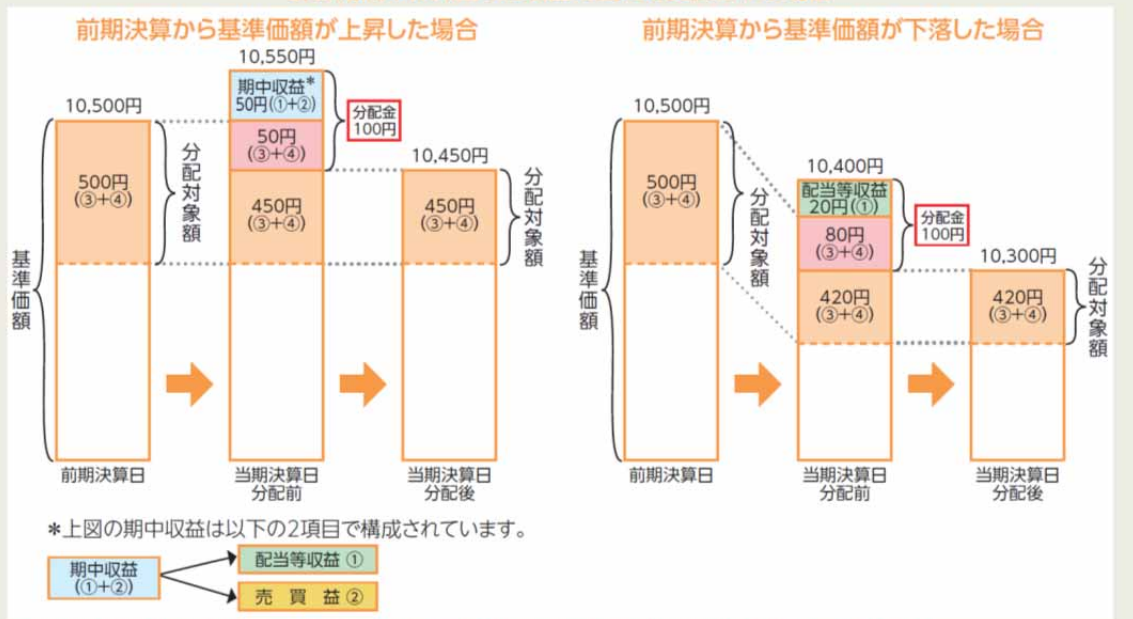 前期決算から基準価額が上昇した場合
10,500円
500円
(③+④)
分配対象額
基準価額
10,550円
期中収益*
50円(①+②)
50円
(③+④)
450円
(③+④)
分配金
100円
10,450円
450円
(③+④)
分配対象額
前期決算日
当期決算日
分配前
当期決算日
分配後
前期決算から基準価額が下落した場合
10,500円
500円
(③+④)
分配対象額
基準価額
10,400円
配当等収益
20円(①)
80円
(③+④)
420円
(③+④)
分配金
100円
10,300円
420円
(③+④)
分配対象額
前期決算日
当期決算日
分配前
当期決算日
分配後
*上図の期中収益は以下の2項目で構成されています。
期中収益
(①+②)
配当等収益 ①
売 買 益 ②